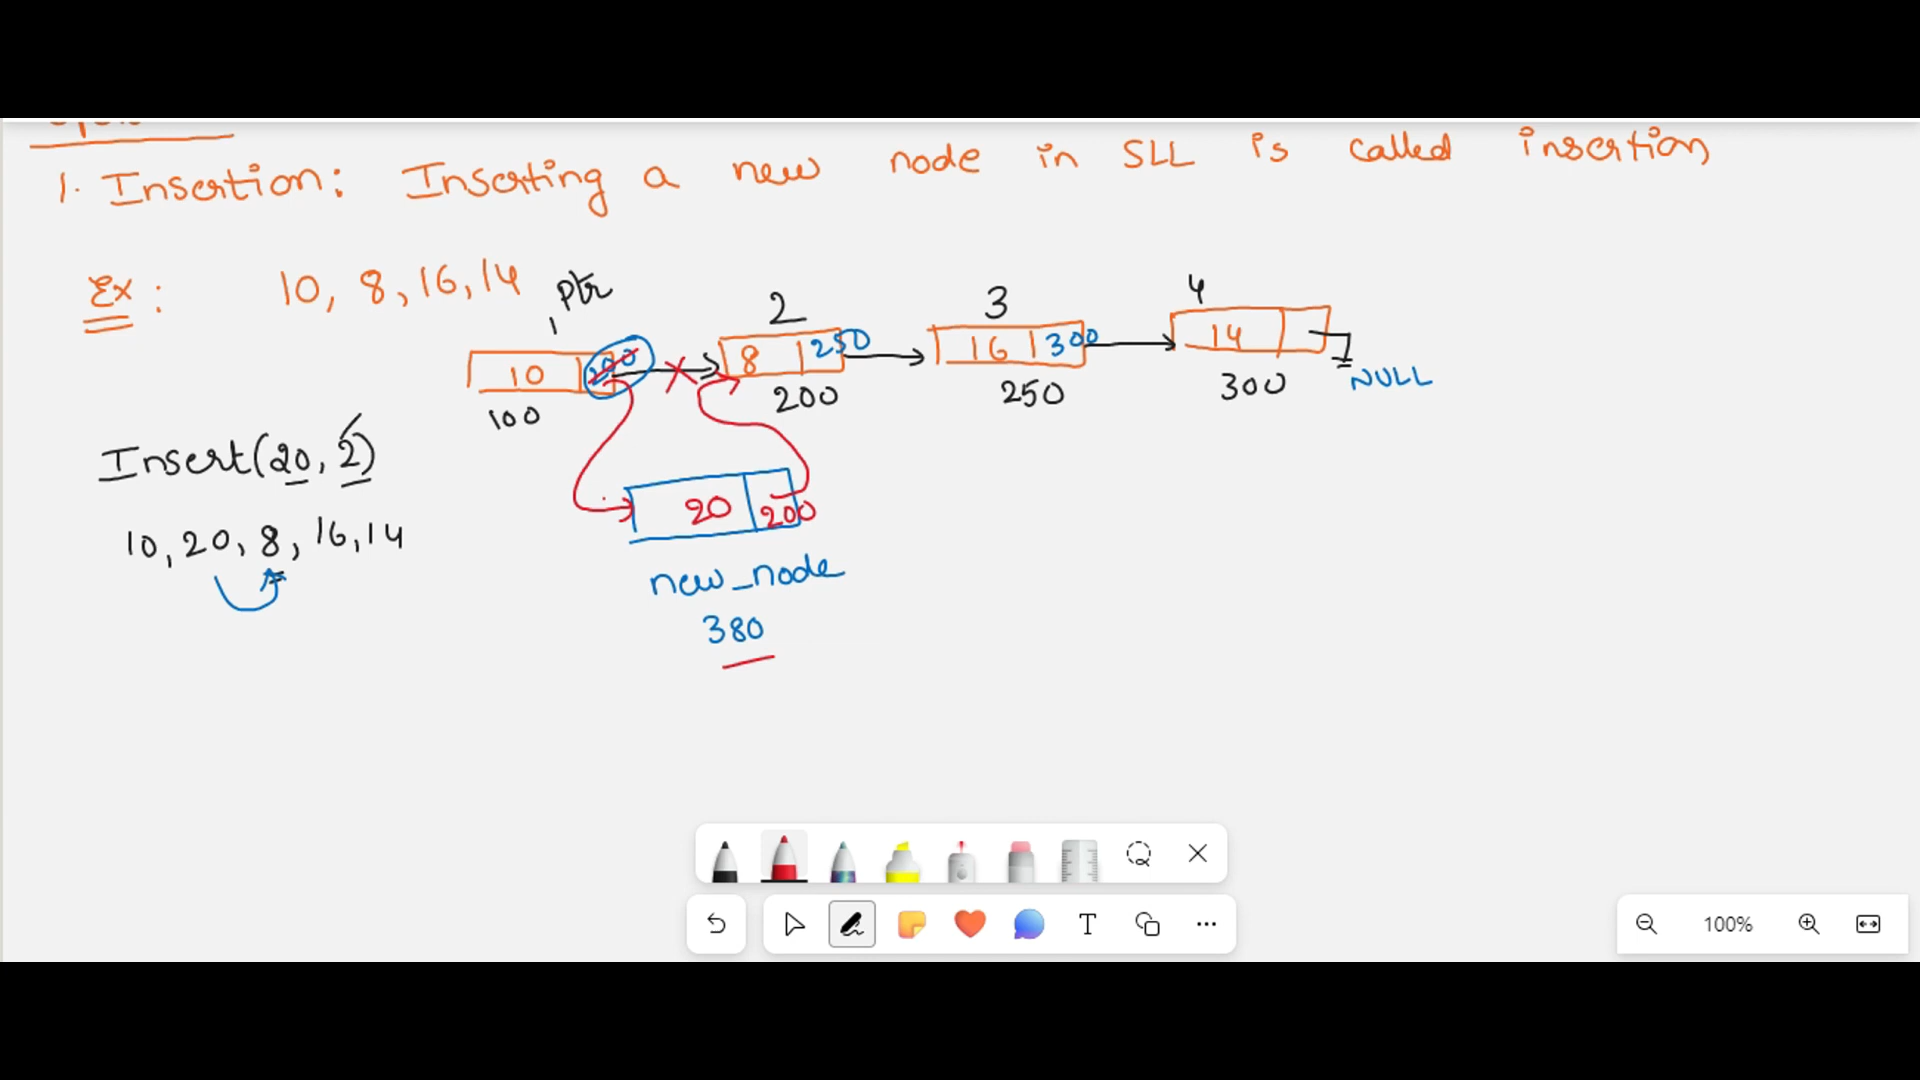 1. Insertion: Inserting a new node in SLL is called insertion
Ex: 10, 8, 16, 14
ptr
1 2 3 4
10 200 8 250 16 300 14
NULL
100 200 250 300
Insert(20, 2)
20 200
10, 20, 8, 16, 14
new_node
380
100%